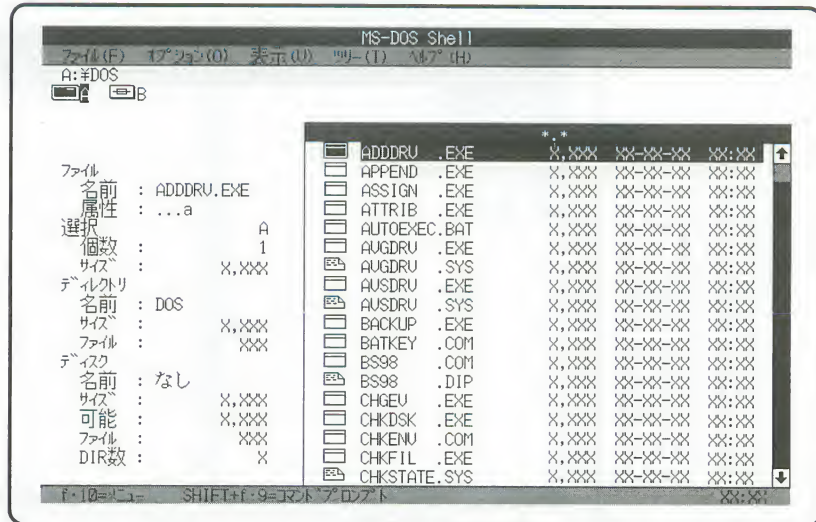 MS-DOS Shell
ファイル(F) オプション(O) 表示(V) ツリー(T) ヘルプ(H)
A:¥DOS
A B
*.*
ファイル
名前 : ADDDRV.EXE
属性 : ...a
選択 A
個数 : 1
サイズ : X,XXX
ディレクトリ
名前 : DOS
サイズ : X,XXX
ファイル : XXX
ディスク
名前 : なし
サイズ : X,XXX
可能 : X,XXX
ファイル : XXX
DIR数 : X
ADDDRV .EXE X,XXX XX-XX-XX XX:XX
APPEND .EXE X,XXX XX-XX-XX XX:XX
ASSIGN .EXE X,XXX XX-XX-XX XX:XX
ATTRIB .EXE X,XXX XX-XX-XX XX:XX
AUTOEXEC.BAT X,XXX XX-XX-XX XX:XX
AVGDRV .EXE X,XXX XX-XX-XX XX:XX
AVGDRV .SYS X,XXX XX-XX-XX XX:XX
AVSDRV .EXE X,XXX XX-XX-XX XX:XX
AVSDRV .SYS X,XXX XX-XX-XX XX:XX
BACKUP .EXE X,XXX XX-XX-XX XX:XX
BATKEY .COM X,XXX XX-XX-XX XX:XX
BS98 .COM X,XXX XX-XX-XX XX:XX
BS98 .DIP X,XXX XX-XX-XX XX:XX
CHGEV .EXE X,XXX XX-XX-XX XX:XX
CHKDSK .EXE X,XXX XX-XX-XX XX:XX
CHKENV .COM X,XXX XX-XX-XX XX:XX
CHKFIL .EXE X,XXX XX-XX-XX XX:XX
CHKSTATE.SYS X,XXX XX-XX-XX XX:XX
f・10=メニュー SHIFT+f・9=コマンドプロンプト XX:XX